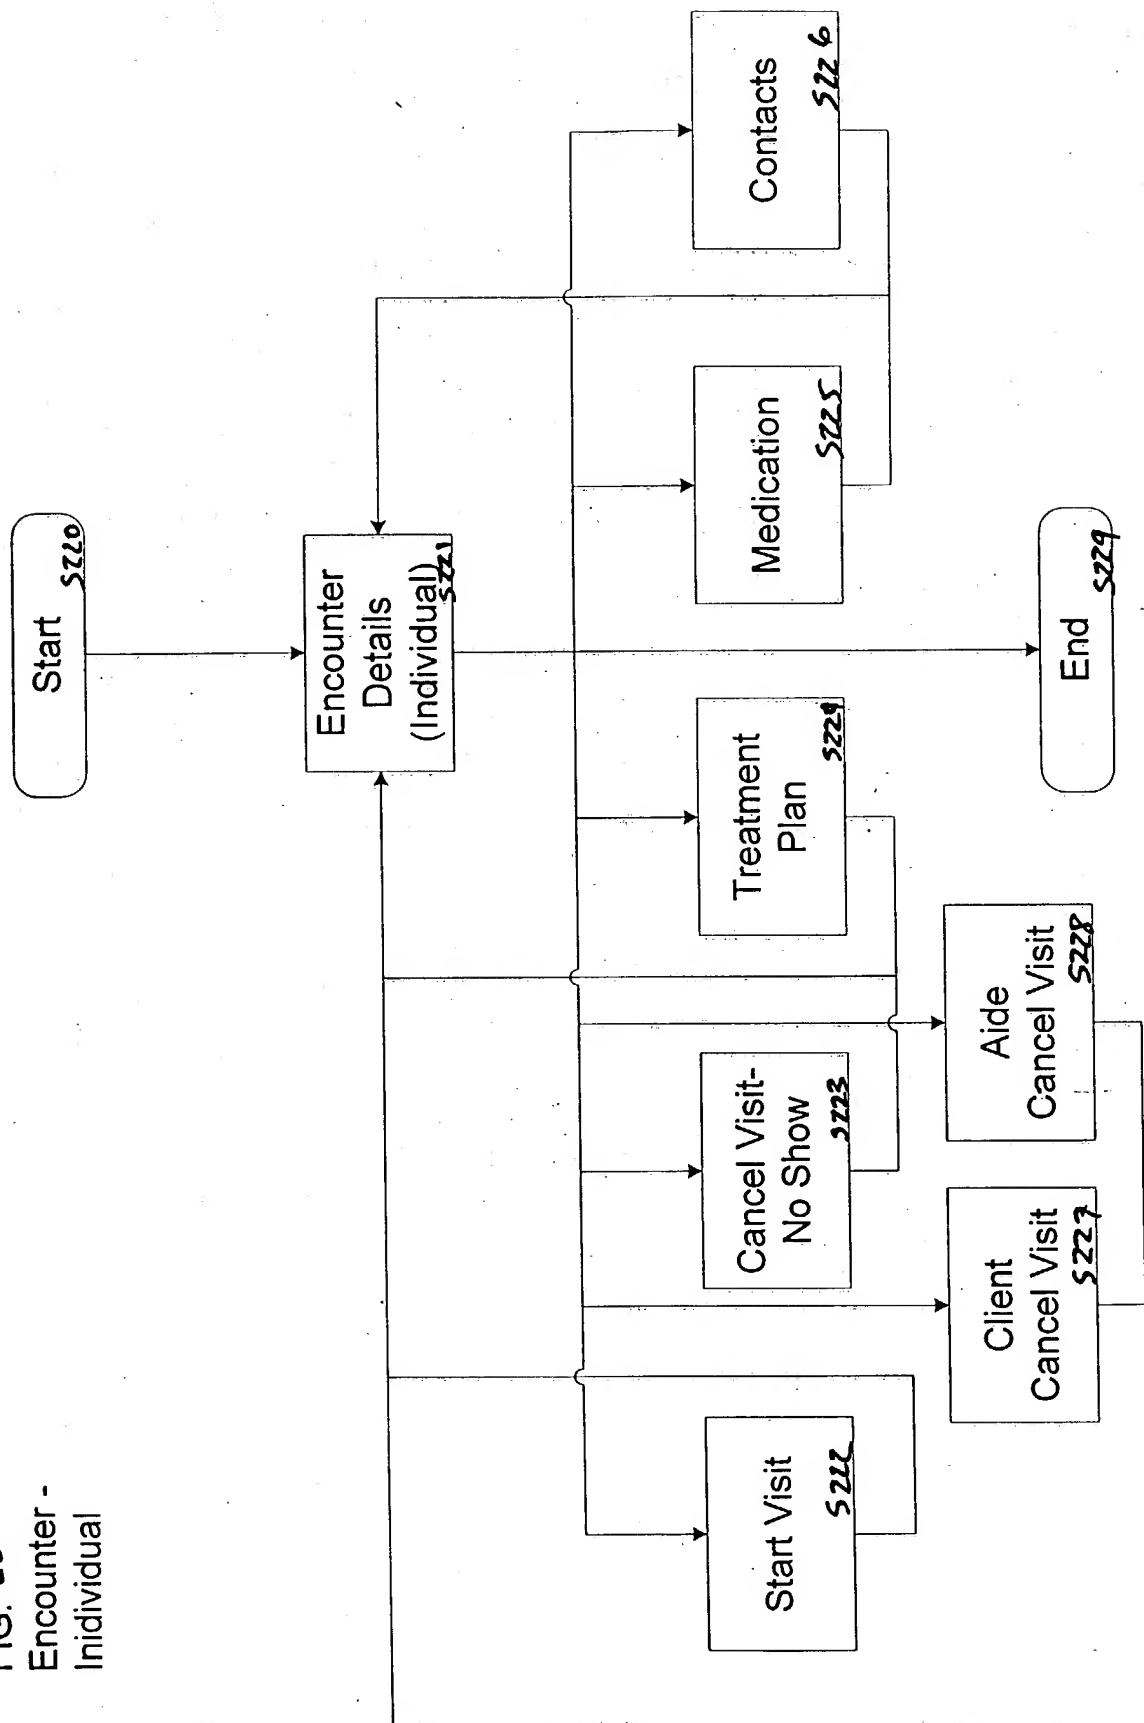 FIG.
Encounter -
Inidividual
Start
S220
Encounter
Details
(Individual)
S221
Start Visit
S222
Cancel Visit-
No Show
S223
Treatment
Plan
S224
Medication
S225
Contacts
S226
Client
Cancel Visit
S227
Aide
Cancel Visit
S228
End
S229